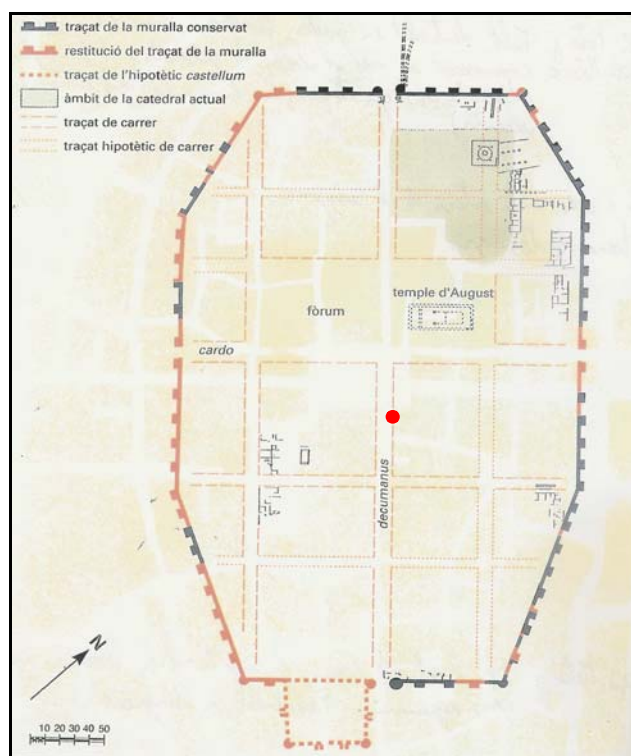 traçat de la muralla conservat
restitució del traçat de la muralla
traçat de l'hipotètic castellum
àmbit de la catedral actual
traçat de carrer
traçat hipotètic de carrer
temple d'August
fòrum
cardo
decumanus
N
10 20 30 40 50